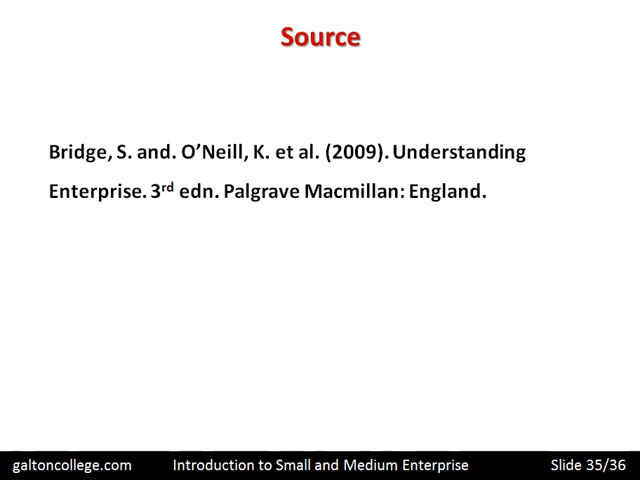 Source
Bridge, S. and. O’Neill, K. et al. (2009). Understanding
Enterprise. 3rd edn. Palgrave Macmillan: England.
galtoncollege.com Introduction to Small and Medium Enterprise Slide 35/36